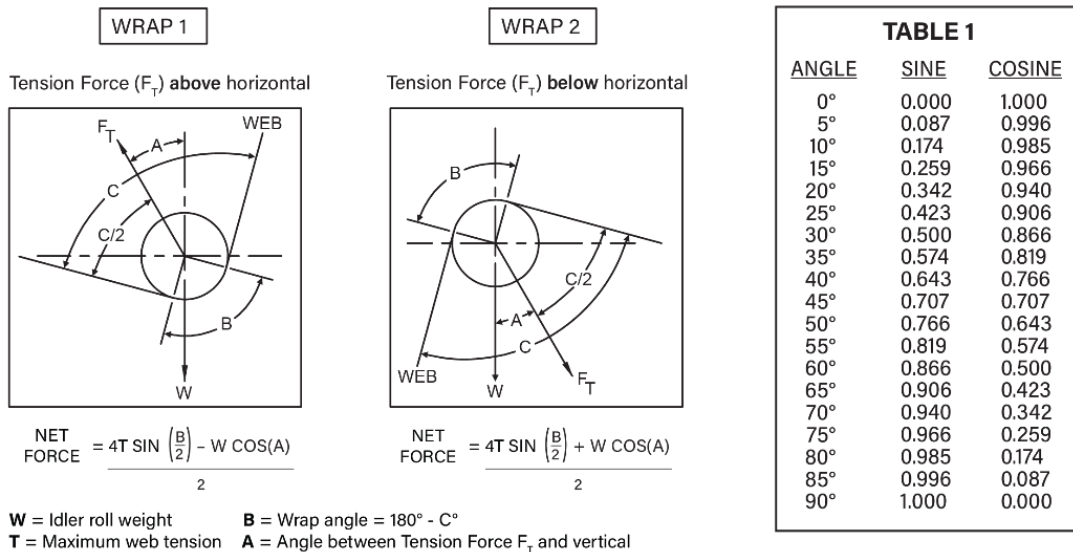 WRAP 1
Tension Force (F_T) above horizontal
F_T
A
WEB
C
C/2
B
W
NET FORCE = 4T SIN (B/2) – W COS(A)
2
WRAP 2
Tension Force (F_T) below horizontal
B
C/2
A
C
WEB
W
F_T
NET FORCE = 4T SIN (B/2) + W COS(A)
2
W = Idler roll weight B = Wrap angle = 180° - C°
T = Maximum web tension A = Angle between Tension Force F_T and vertical
TABLE 1
ANGLE SINE COSINE
0° 0.000 1.000
5° 0.087 0.996
10° 0.174 0.985
15° 0.259 0.966
20° 0.342 0.940
25° 0.423 0.906
30° 0.500 0.866
35° 0.574 0.819
40° 0.643 0.766
45° 0.707 0.707
50° 0.766 0.643
55° 0.819 0.574
60° 0.866 0.500
65° 0.906 0.423
70° 0.940 0.342
75° 0.966 0.259
80° 0.985 0.174
85° 0.996 0.087
90° 1.000 0.000